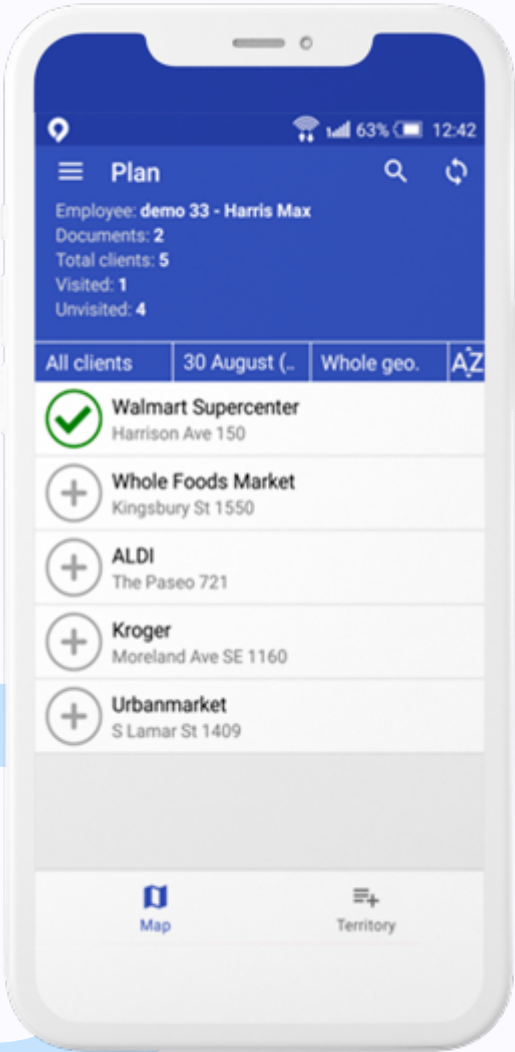 63% 12:42
Plan
Employee: demo 33 - Harris Max
Documents: 2
Total clients: 5
Visited: 1
Unvisited: 4
All clients 30 August (.. Whole geo. AZ
Walmart Supercenter
Harrison Ave 150
Whole Foods Market
Kingsbury St 1550
ALDI
The Paseo 721
Kroger
Moreland Ave SE 1160
Urbanmarket
S Lamar St 1409
Map Territory